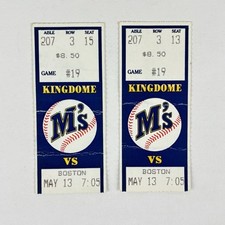 AISLE ROW SEAT
207 3 15
$8.50
GAME #19
KINGDOME
M's
VS
BOSTON
MAY 13 7:05
AISLE ROW SEAT
207 3 13
$8.50
GAME #19
KINGDOME
M's
VS
BOSTON
MAY 13 7:05